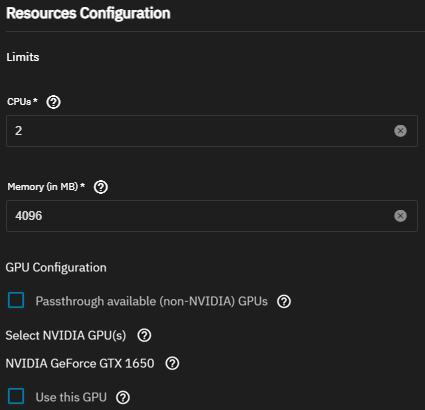 Resources Configuration
Limits
CPUs *
2
Memory (in MB) *
4096
GPU Configuration
Passthrough available (non-NVIDIA) GPUs
Select NVIDIA GPU(s)
NVIDIA GeForce GTX 1650
Use this GPU